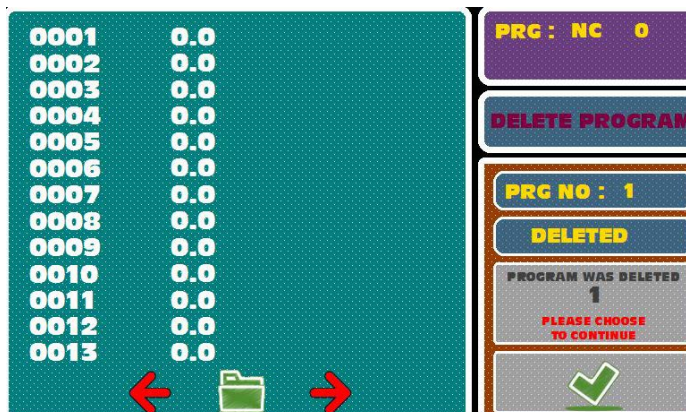 0001 0.0
0002 0.0
0003 0.0
0004 0.0
0005 0.0
0006 0.0
0007 0.0
0008 0.0
0009 0.0
0010 0.0
0011 0.0
0012 0.0
0013 0.0
PRG : NC 0
DELETE PROGRAM
PRG NO : 1
DELETED
PROGRAM WAS DELETED
1
PLEASE CHOOSE
TO CONTINUE